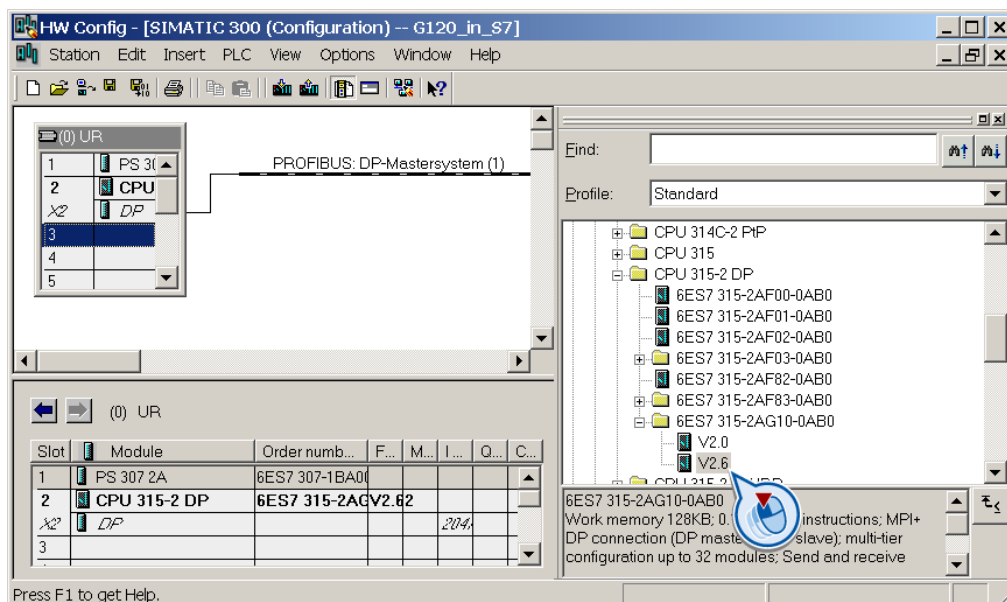 HW Config - [SIMATIC 300 (Configuration) -- G120_in_S7]
Station Edit Insert PLC View Options Window Help
(0) UR
1 PS 30
2 CPU
X2 DP
3
4
5
PROFIBUS: DP-Mastersystem (1)
Find:
Profile: Standard
CPU 314C-2 PtP
CPU 315
CPU 315-2 DP
6ES7 315-2AF00-0AB0
6ES7 315-2AF01-0AB0
6ES7 315-2AF02-0AB0
6ES7 315-2AF03-0AB0
6ES7 315-2AF82-0AB0
6ES7 315-2AF83-0AB0
6ES7 315-2AG10-0AB0
V2.0
V2.6
(0) UR
Slot Module Order numb... F... M... I... Q... C...
1 PS 307 2A 6ES7 307-1BA00
2 CPU 315-2 DP 6ES7 315-2AG V2.6 2
X2 DP 204
3
6ES7 315-2AG10-0AB0
Work memory 128KB; 0. instructions; MPI+
DP connection (DP maste slave); multi-tier
configuration up to 32 modules; Send and receive
Press F1 to get Help.